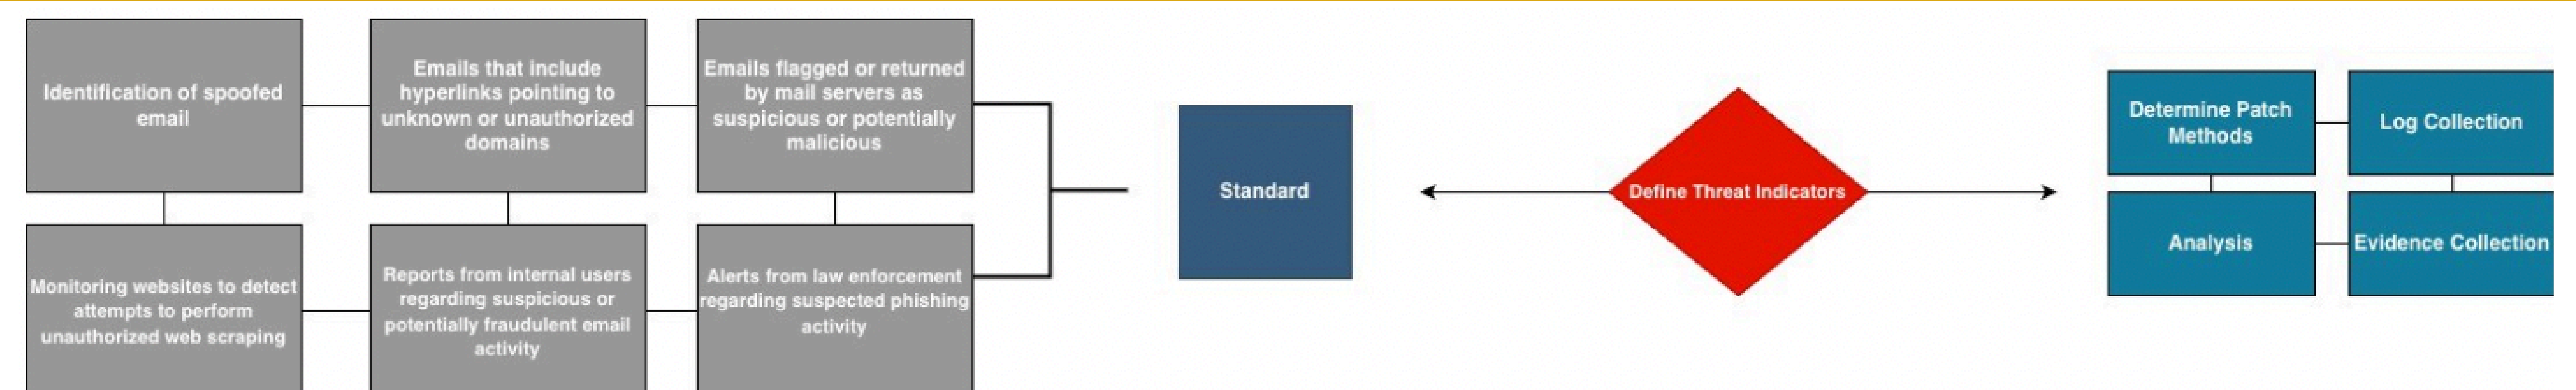 Identification of spoofed
email
Emails that include
hyperlinks pointing to
unknown or unauthorized
domains
Emails flagged or returned
by mail servers as
suspicious or potentially
malicious
Monitoring websites to detect
attempts to perform
unauthorized web scraping
Reports from internal users
regarding suspicious or
potentially fraudulent email
activity
Alerts from law enforcement
regarding suspected phishing
activity
Standard
Define Threat Indicators
Determine Patch
Methods
Log Collection
Analysis
Evidence Collection